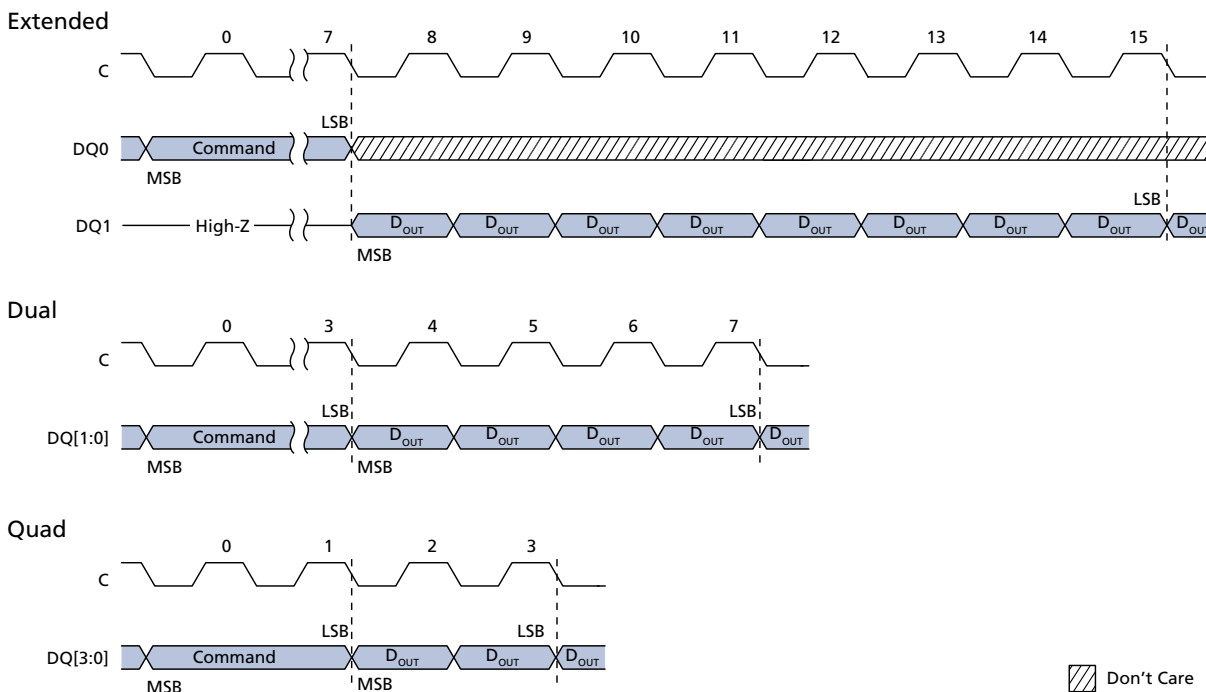 Extended
0 7 8 9 10 11 12 13 14 15
C
LSB
DQ0 Command
MSB
LSB
DQ1 High-Z DOUT DOUT DOUT DOUT DOUT DOUT DOUT DOUT DOUT
MSB
Dual
0 3 4 5 6 7
C
LSB LSB
DQ[1:0] Command DOUT DOUT DOUT DOUT DOUT
MSB MSB
Quad
0 1 2 3
C
LSB LSB
DQ[3:0] Command DOUT DOUT DOUT
MSB MSB
Don't Care